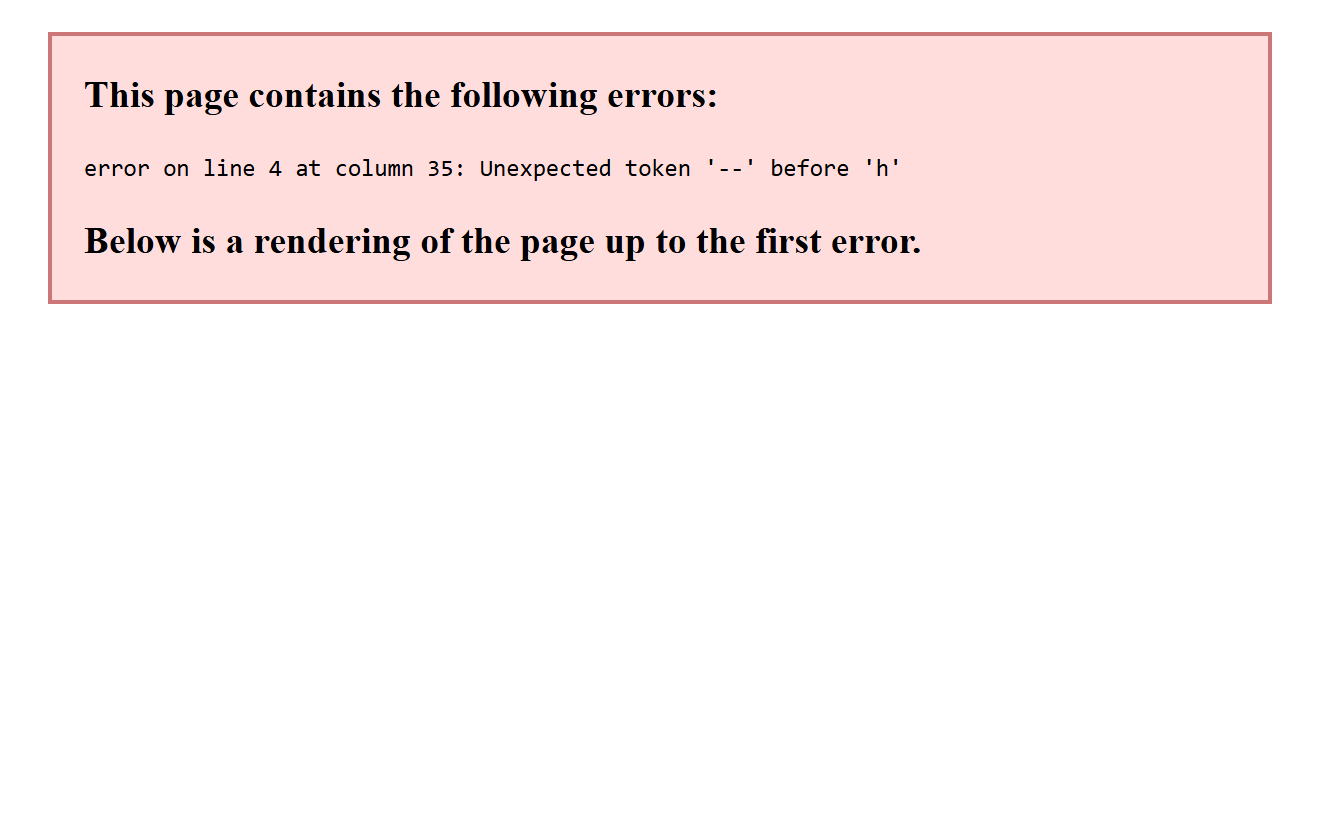 This page contains the following errors:
error on line 4 at column 35: Unexpected token '--' before 'h'
Below is a rendering of the page up to the first error.